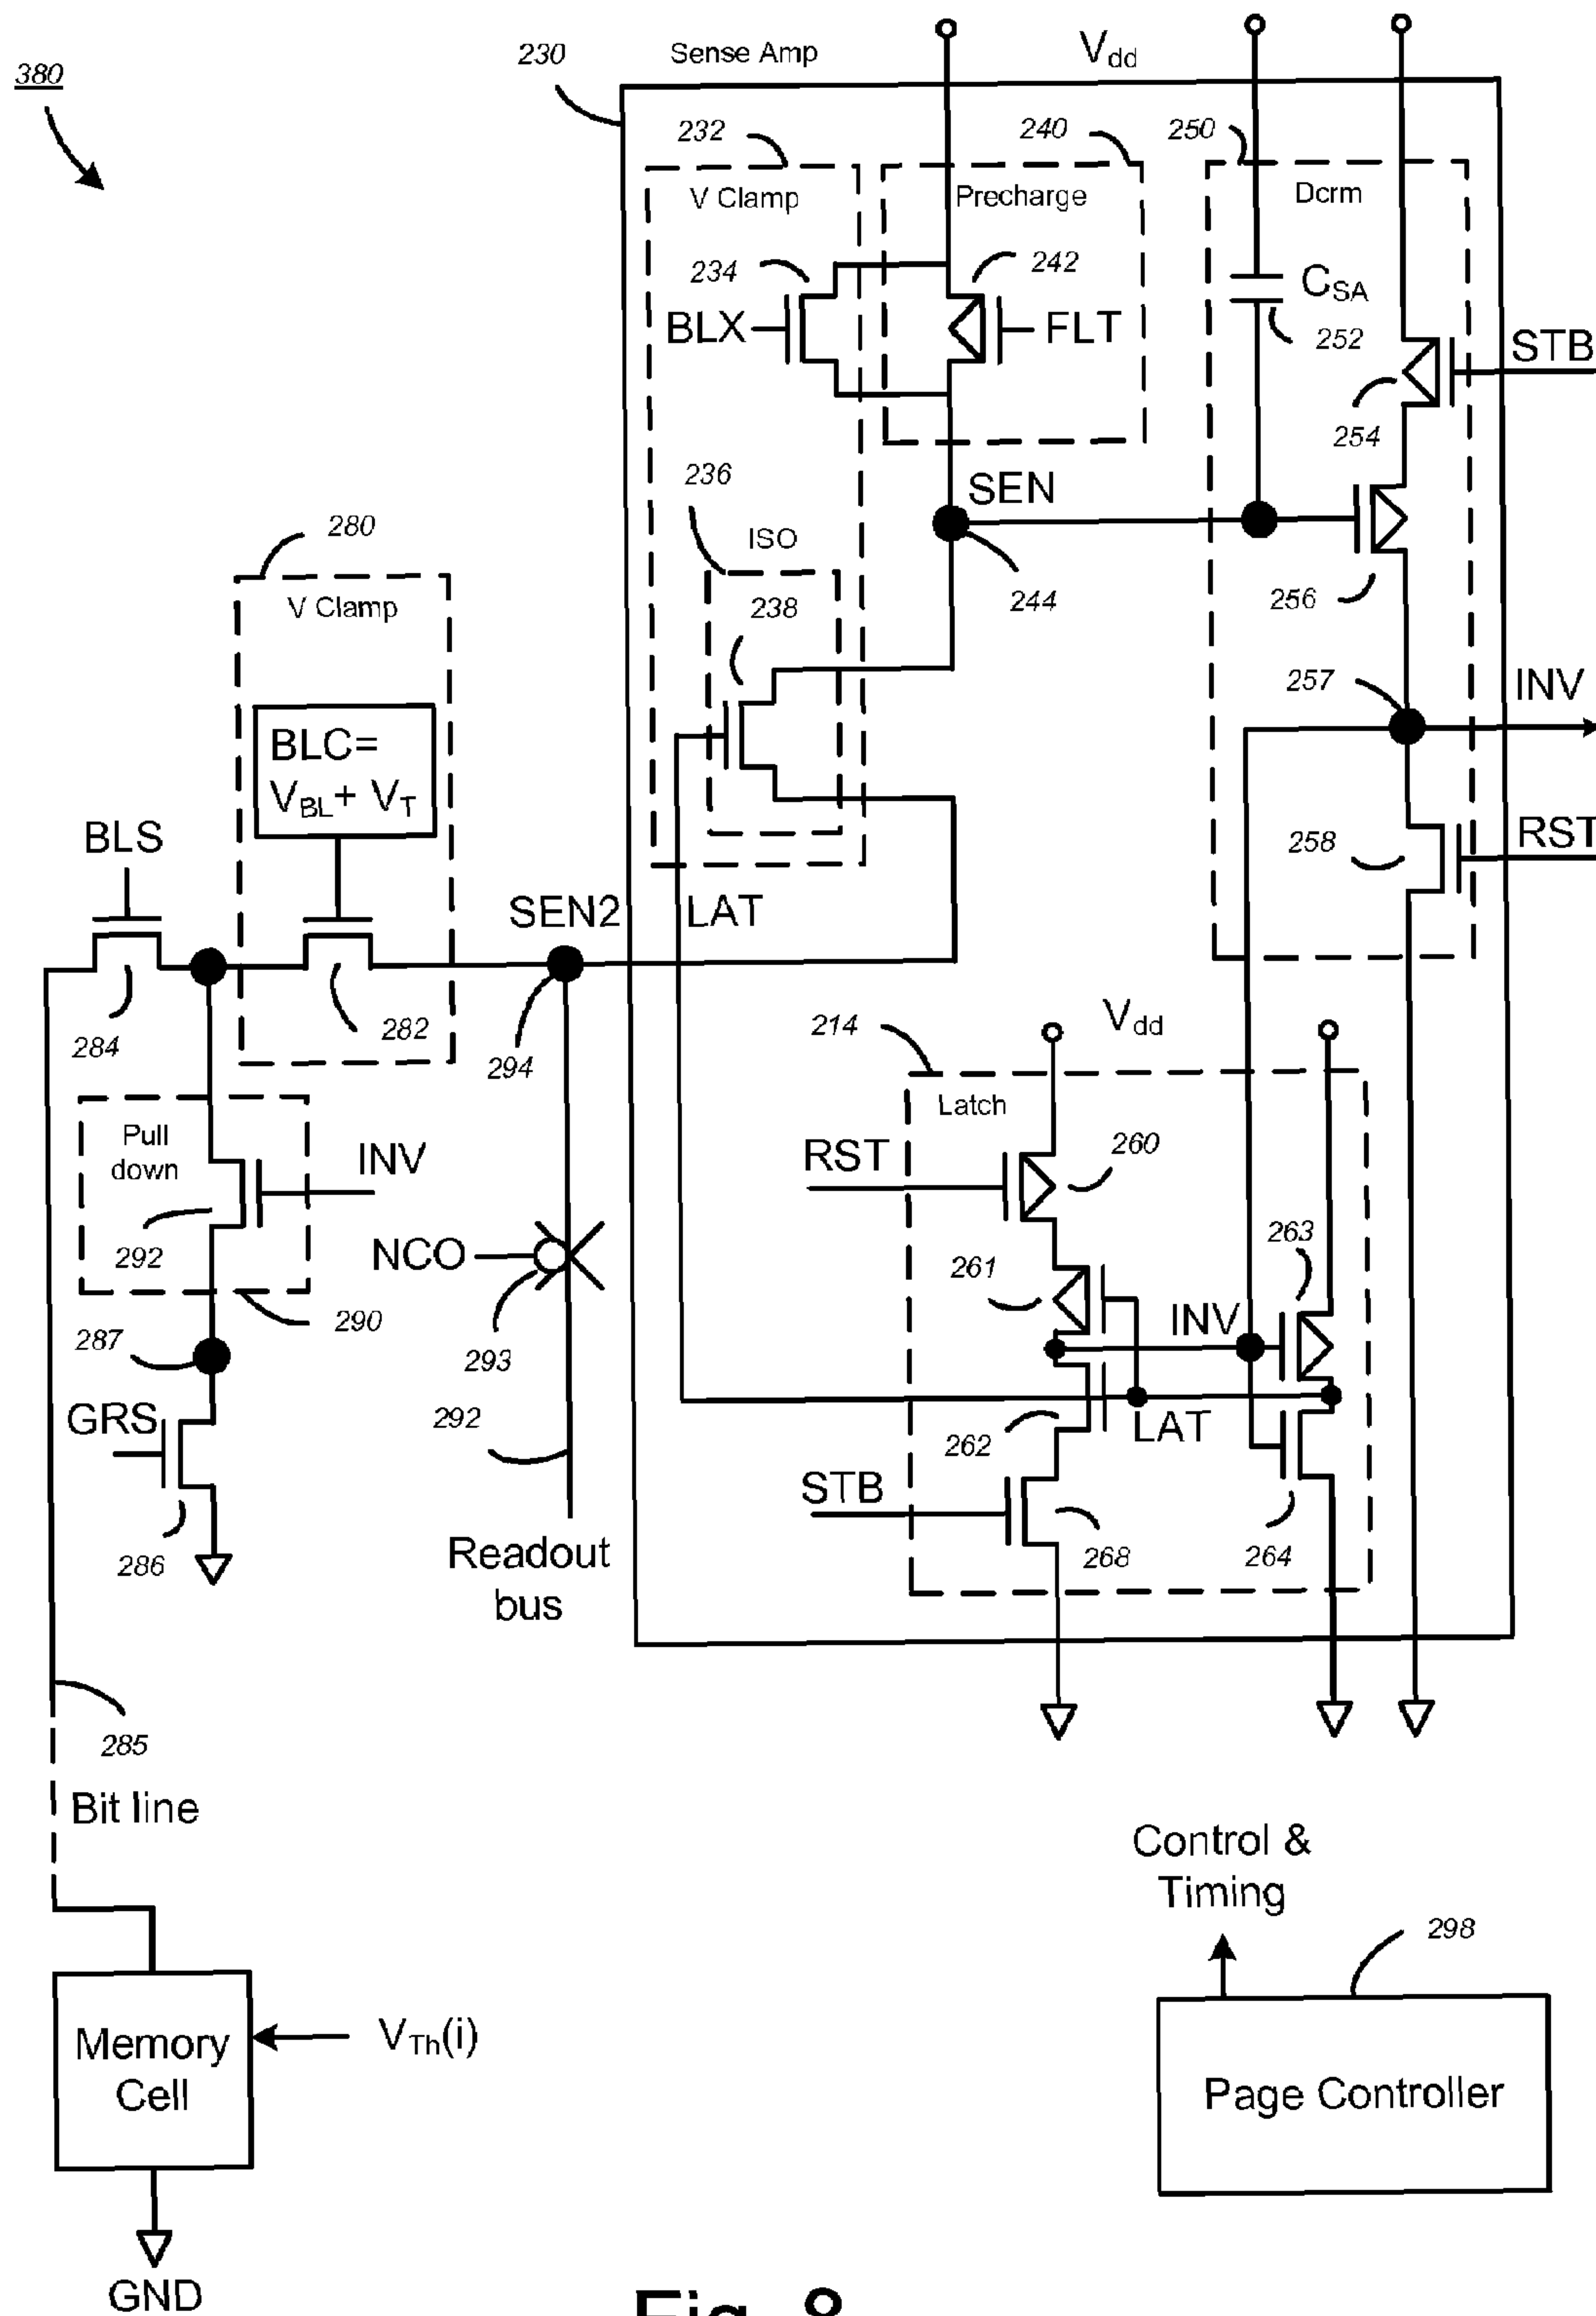 380
230
Sense Amp
Vdd
232
240
250
V Clamp
Precharge
Dcrm
234
242
CSA
BLX
FLT
252
STB
254
236
SEN
280
ISO
V Clamp
238
244
256
257
INV
BLC=
VBL+ VT
BLS
258
RST
SEN2
LAT
284
282
294
214
Vdd
Latch
Pull
down
INV
RST
260
292
NCO
263
261
290
INV
287
293
GRS
292
262
LAT
STB
286
Readout
bus
268
264
285
Bit line
Control &
Timing
298
Memory
Cell
VTh(i)
Page Controller
GND
Fig. 8